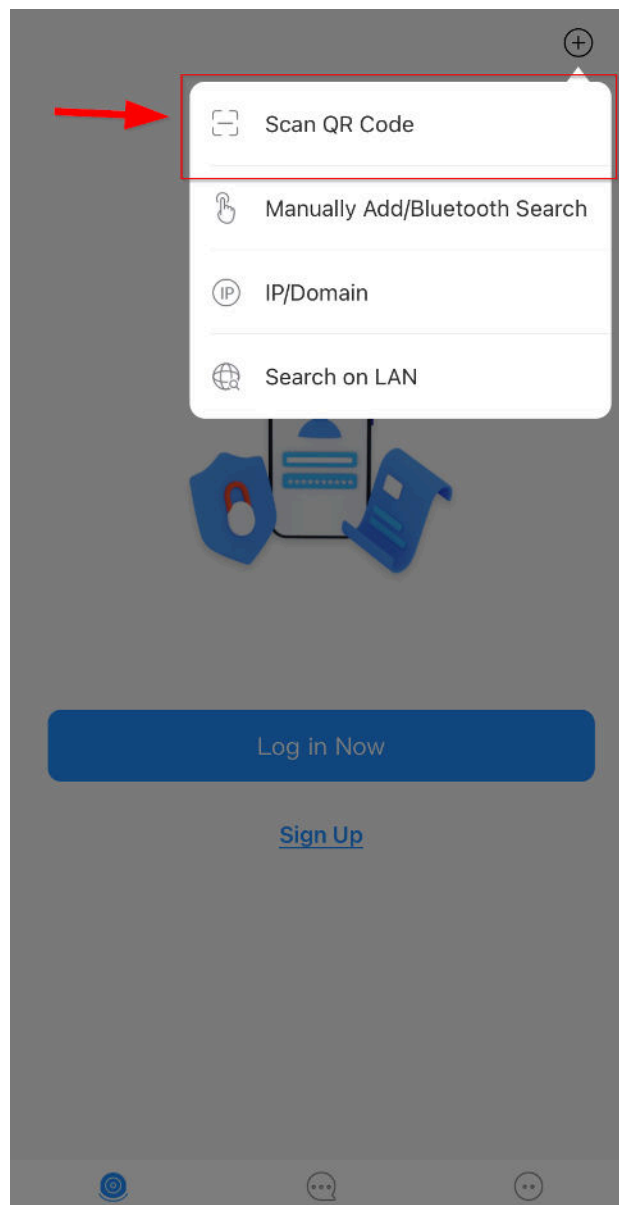 Scan QR Code
Manually Add/Bluetooth Search
IP
IP/Domain
Search on LAN
Log in Now
Sign Up